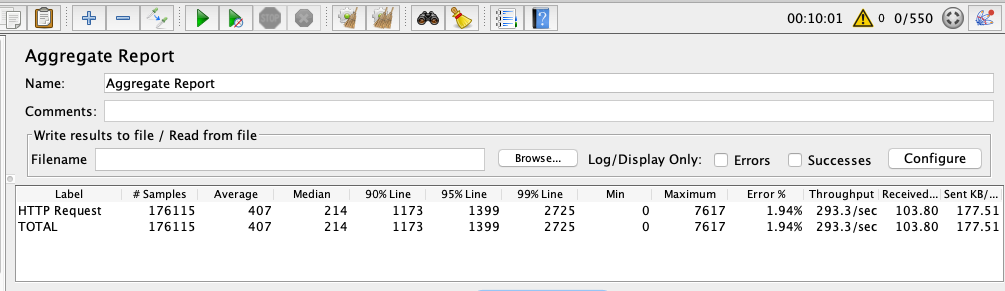 STOP
00:10:01 0 0/550
Aggregate Report
Name: Aggregate Report
Comments:
Write results to file / Read from file
Filename Browse... Log/Display Only: Errors Successes Configure
Label # Samples Average Median 90% Line 95% Line 99% Line Min Maximum Error % Throughput Received... Sent KB/...
HTTP Request 176115 407 214 1173 1399 2725 0 7617 1.94% 293.3/sec 103.80 177.51
TOTAL 176115 407 214 1173 1399 2725 0 7617 1.94% 293.3/sec 103.80 177.51